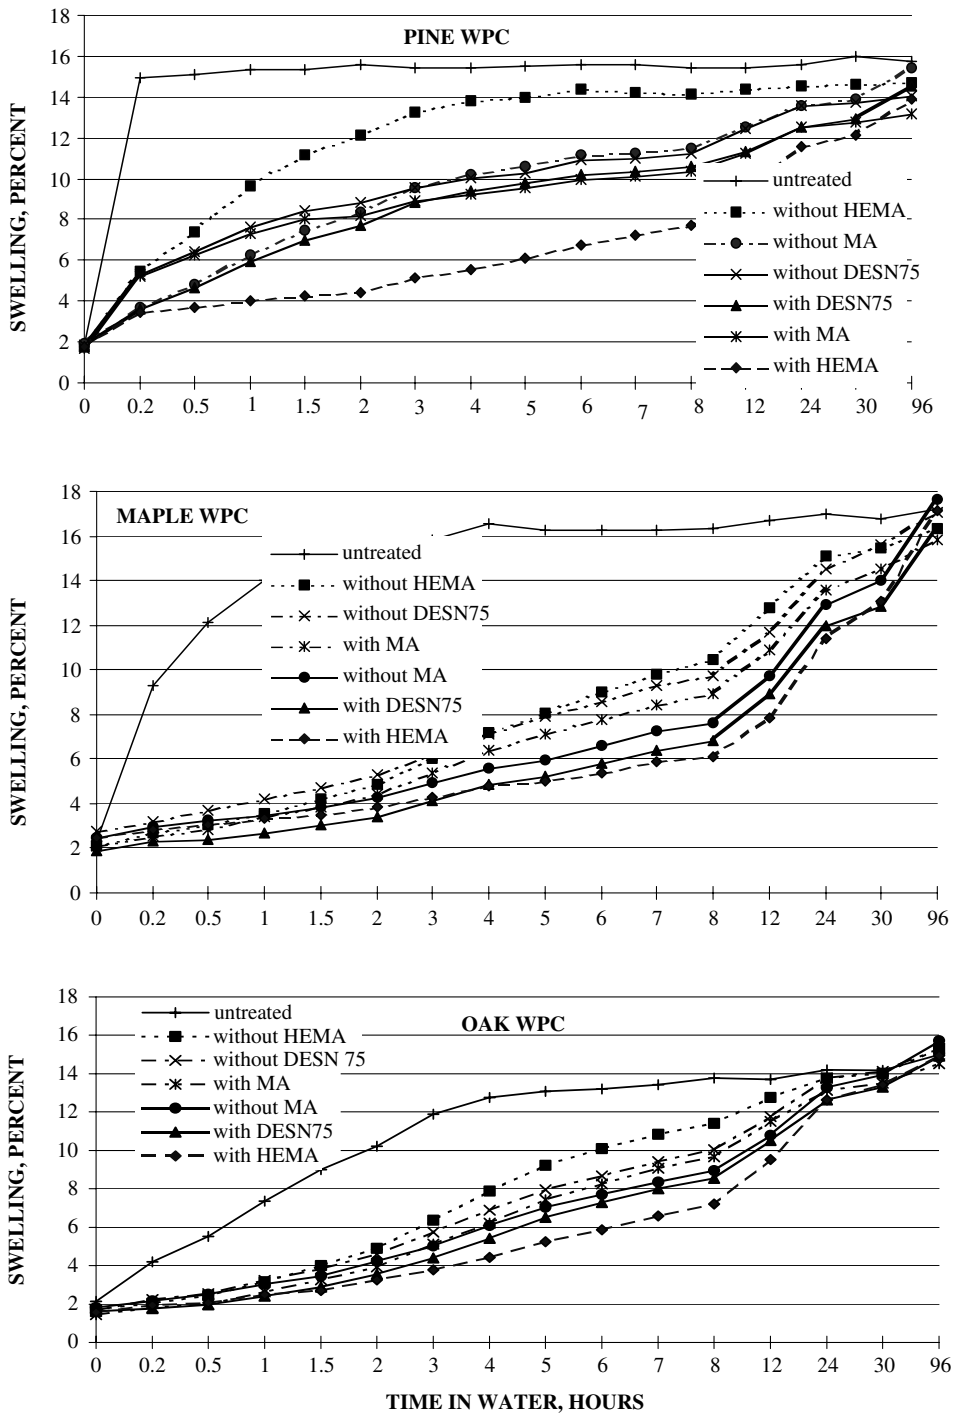 PINE WPC
SWELLING, PERCENT
18
16
14
12
10
8
6
4
2
0
untreated
without HEMA
without MA
without DESN75
with DESN75
with MA
with HEMA
0 0.2 0.5 1 1.5 2 3 4 5 6 7 8 12 24 30 96
MAPLE WPC
SWELLING, PERCENT
18
16
14
12
10
8
6
4
2
0
untreated
without HEMA
without DESN75
with MA
without MA
with DESN75
with HEMA
0 0.2 0.5 1 1.5 2 3 4 5 6 7 8 12 24 30 96
OAK WPC
SWELLING, PERCENT
18
16
14
12
10
8
6
4
2
0
untreated
without HEMA
without DESN 75
with MA
without MA
with DESN75
with HEMA
0 0.2 0.5 1 1.5 2 3 4 5 6 7 8 12 24 30 96
TIME IN WATER, HOURS